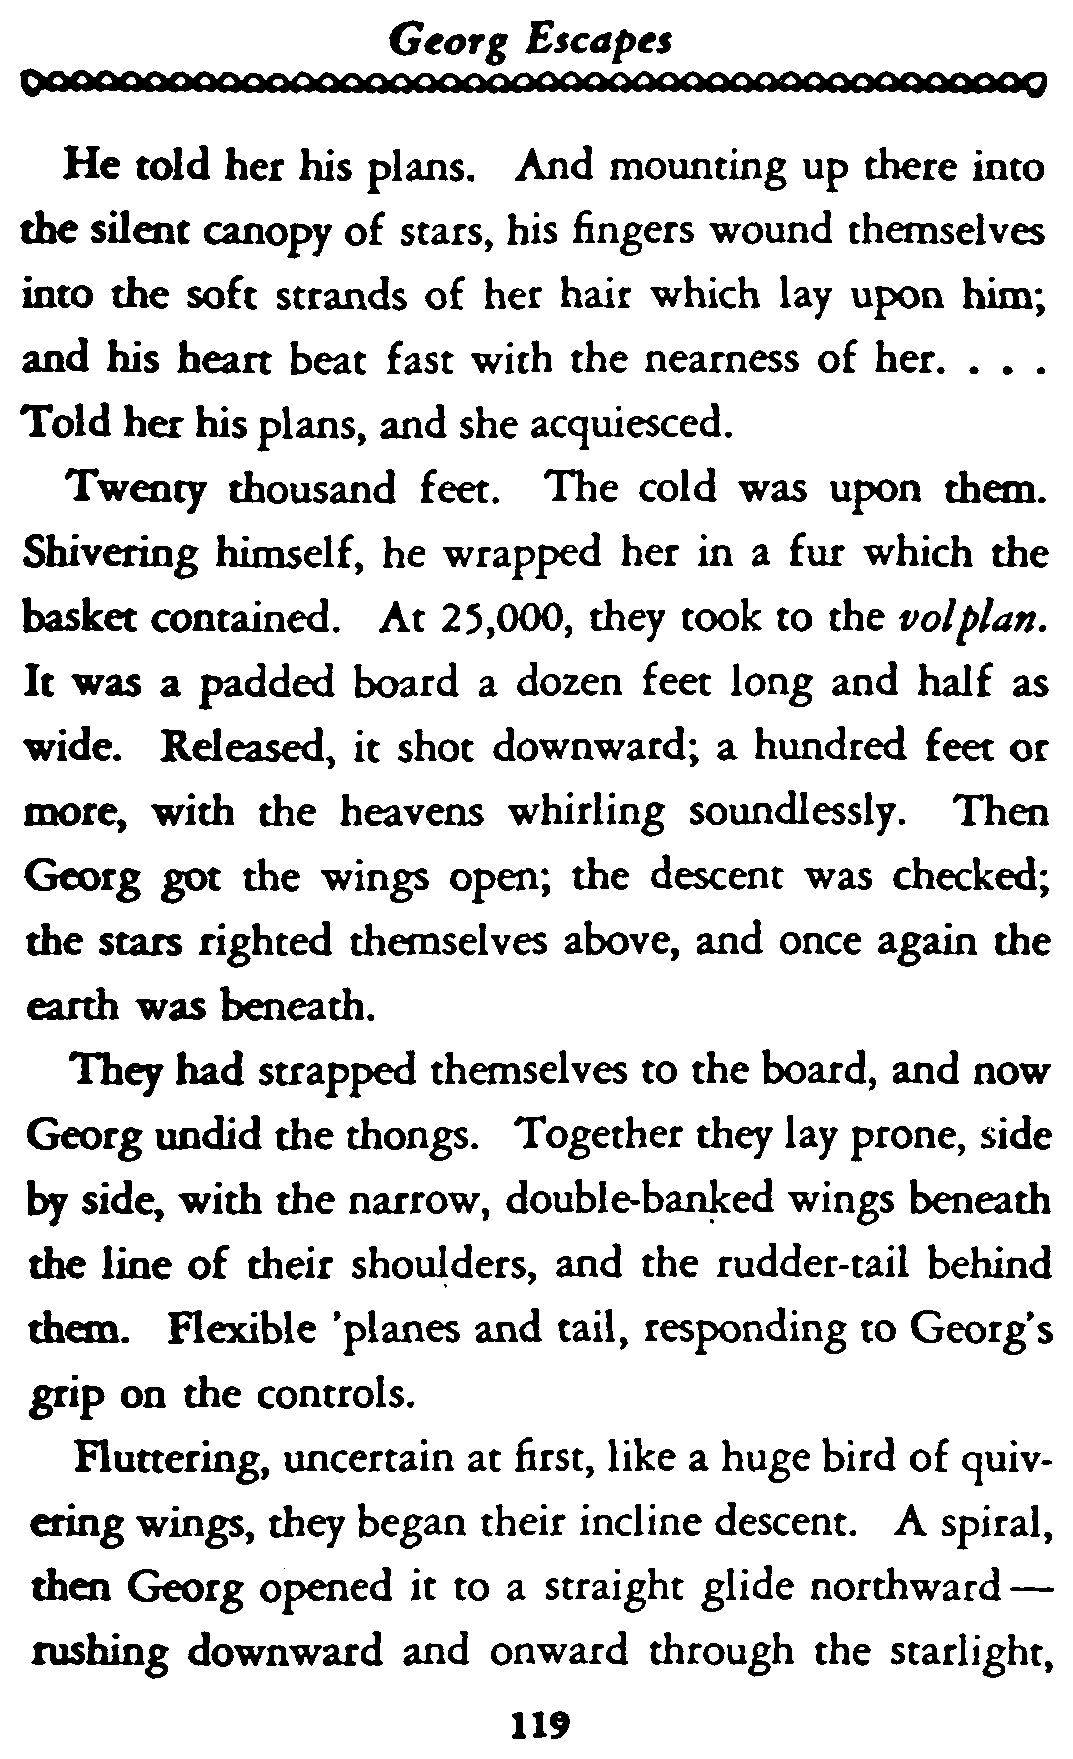 Georg Escapes
He told her his plans. And mounting up there into
the silent canopy of stars, his fingers wound themselves
into the soft strands of her hair which lay upon him;
and his heart beat fast with the nearness of her. . . .
Told her his plans, and she acquiesced.
Twenty thousand feet. The cold was upon them.
Shivering himself, he wrapped her in a fur which the
basket contained. At 25,000, they took to the volplan.
It was a padded board a dozen feet long and half as
wide. Released, it shot downward; a hundred feet or
more, with the heavens whirling soundlessly. Then
Georg got the wings open; the descent was checked;
the stars righted themselves above, and once again the
earth was beneath.
They had strapped themselves to the board, and now
Georg undid the thongs. Together they lay prone, side
by side, with the narrow, double-banked wings beneath
the line of their shoulders, and the rudder-tail behind
them. Flexible 'planes and tail, responding to Georg's
grip on the controls.
Fluttering, uncertain at first, like a huge bird of quiv-
ering wings, they began their incline descent. A spiral,
then Georg opened it to a straight glide northward—
rushing downward and onward through the starlight,
119